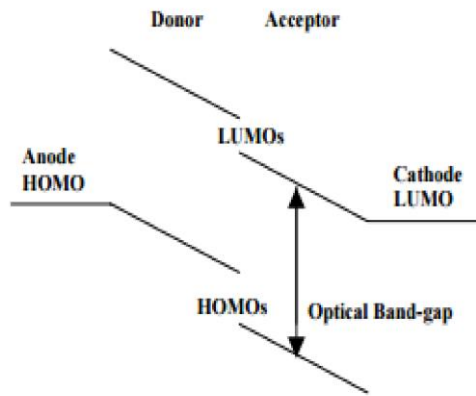 Donor Acceptor
LUMOs
Anode
HOMO
Cathode
LUMO
HOMOs
Optical Band-gap